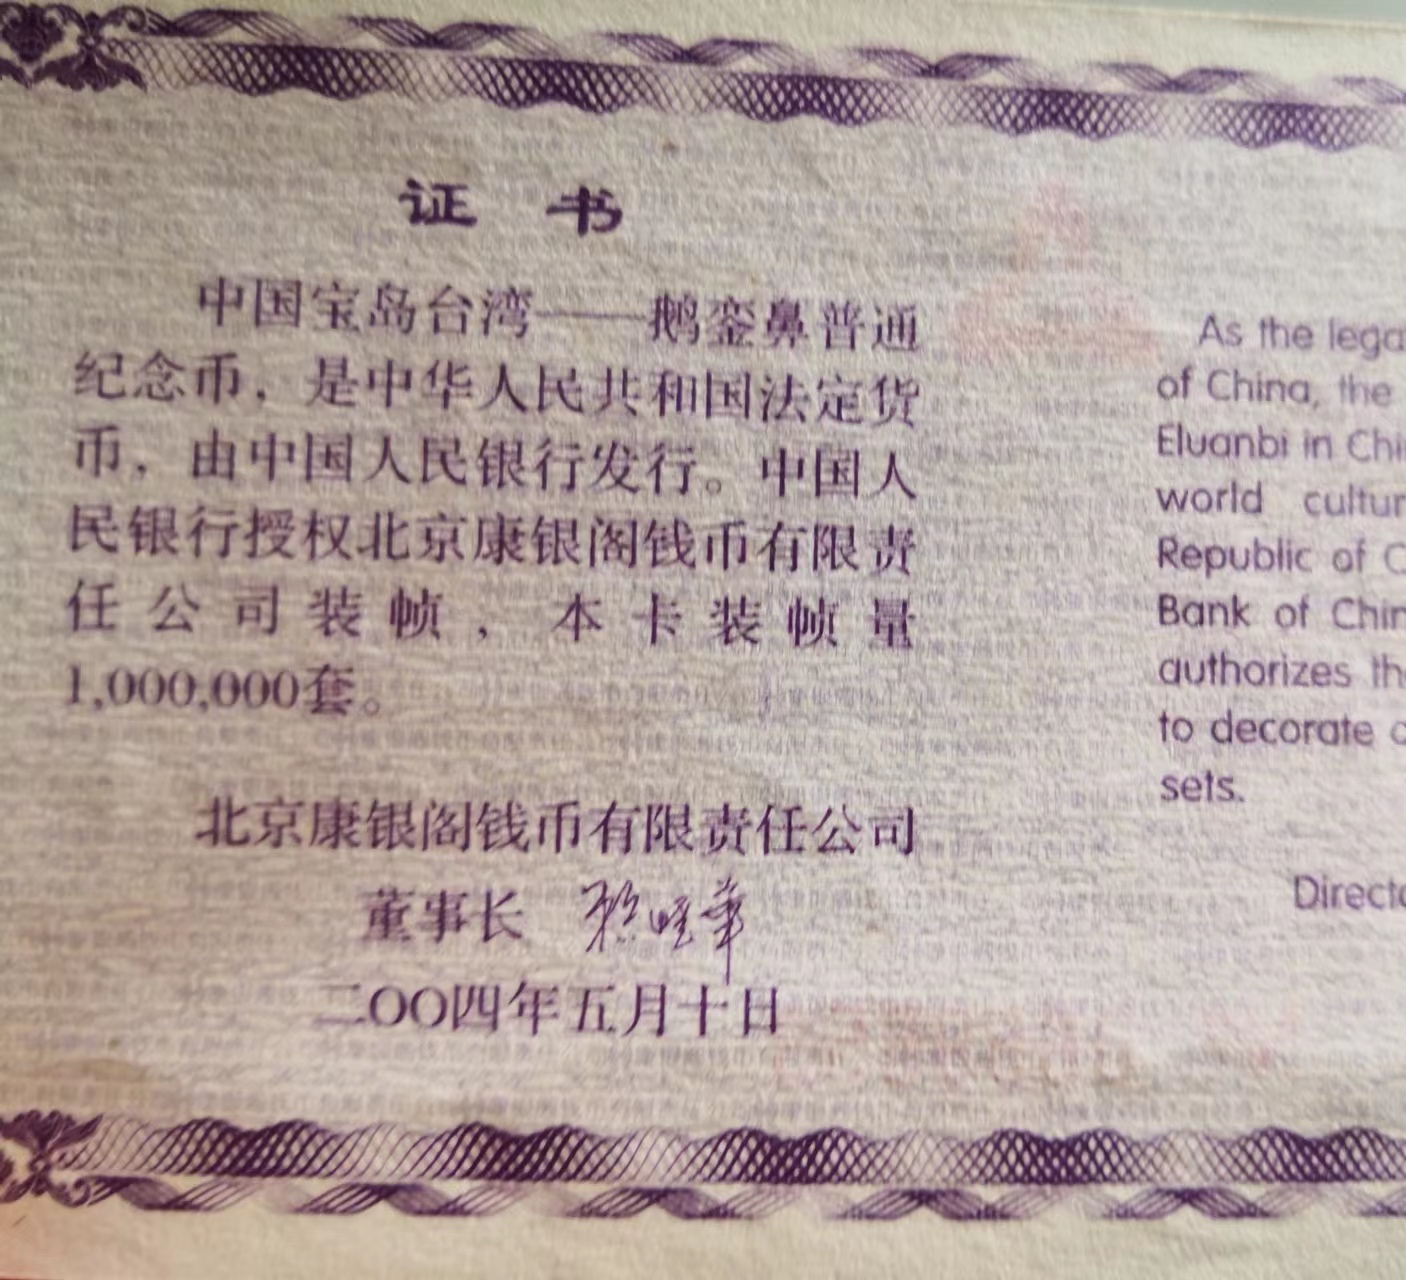 证 书
中国宝岛台湾——鹅銮鼻普通
纪念币，是中华人民共和国法定货
币，由中国人民银行发行。中国人
民银行授权北京康银阁钱币有限责
任公司装帧，本卡装帧量
1,000,000套。
北京康银阁钱币有限责任公司
董事长
二〇〇四年五月十日
As the lega
of China, the
Eluanbi in Chi
world cultur
Republic of C
Bank of Chin
authorizes th
to decorate
sets.
Directo